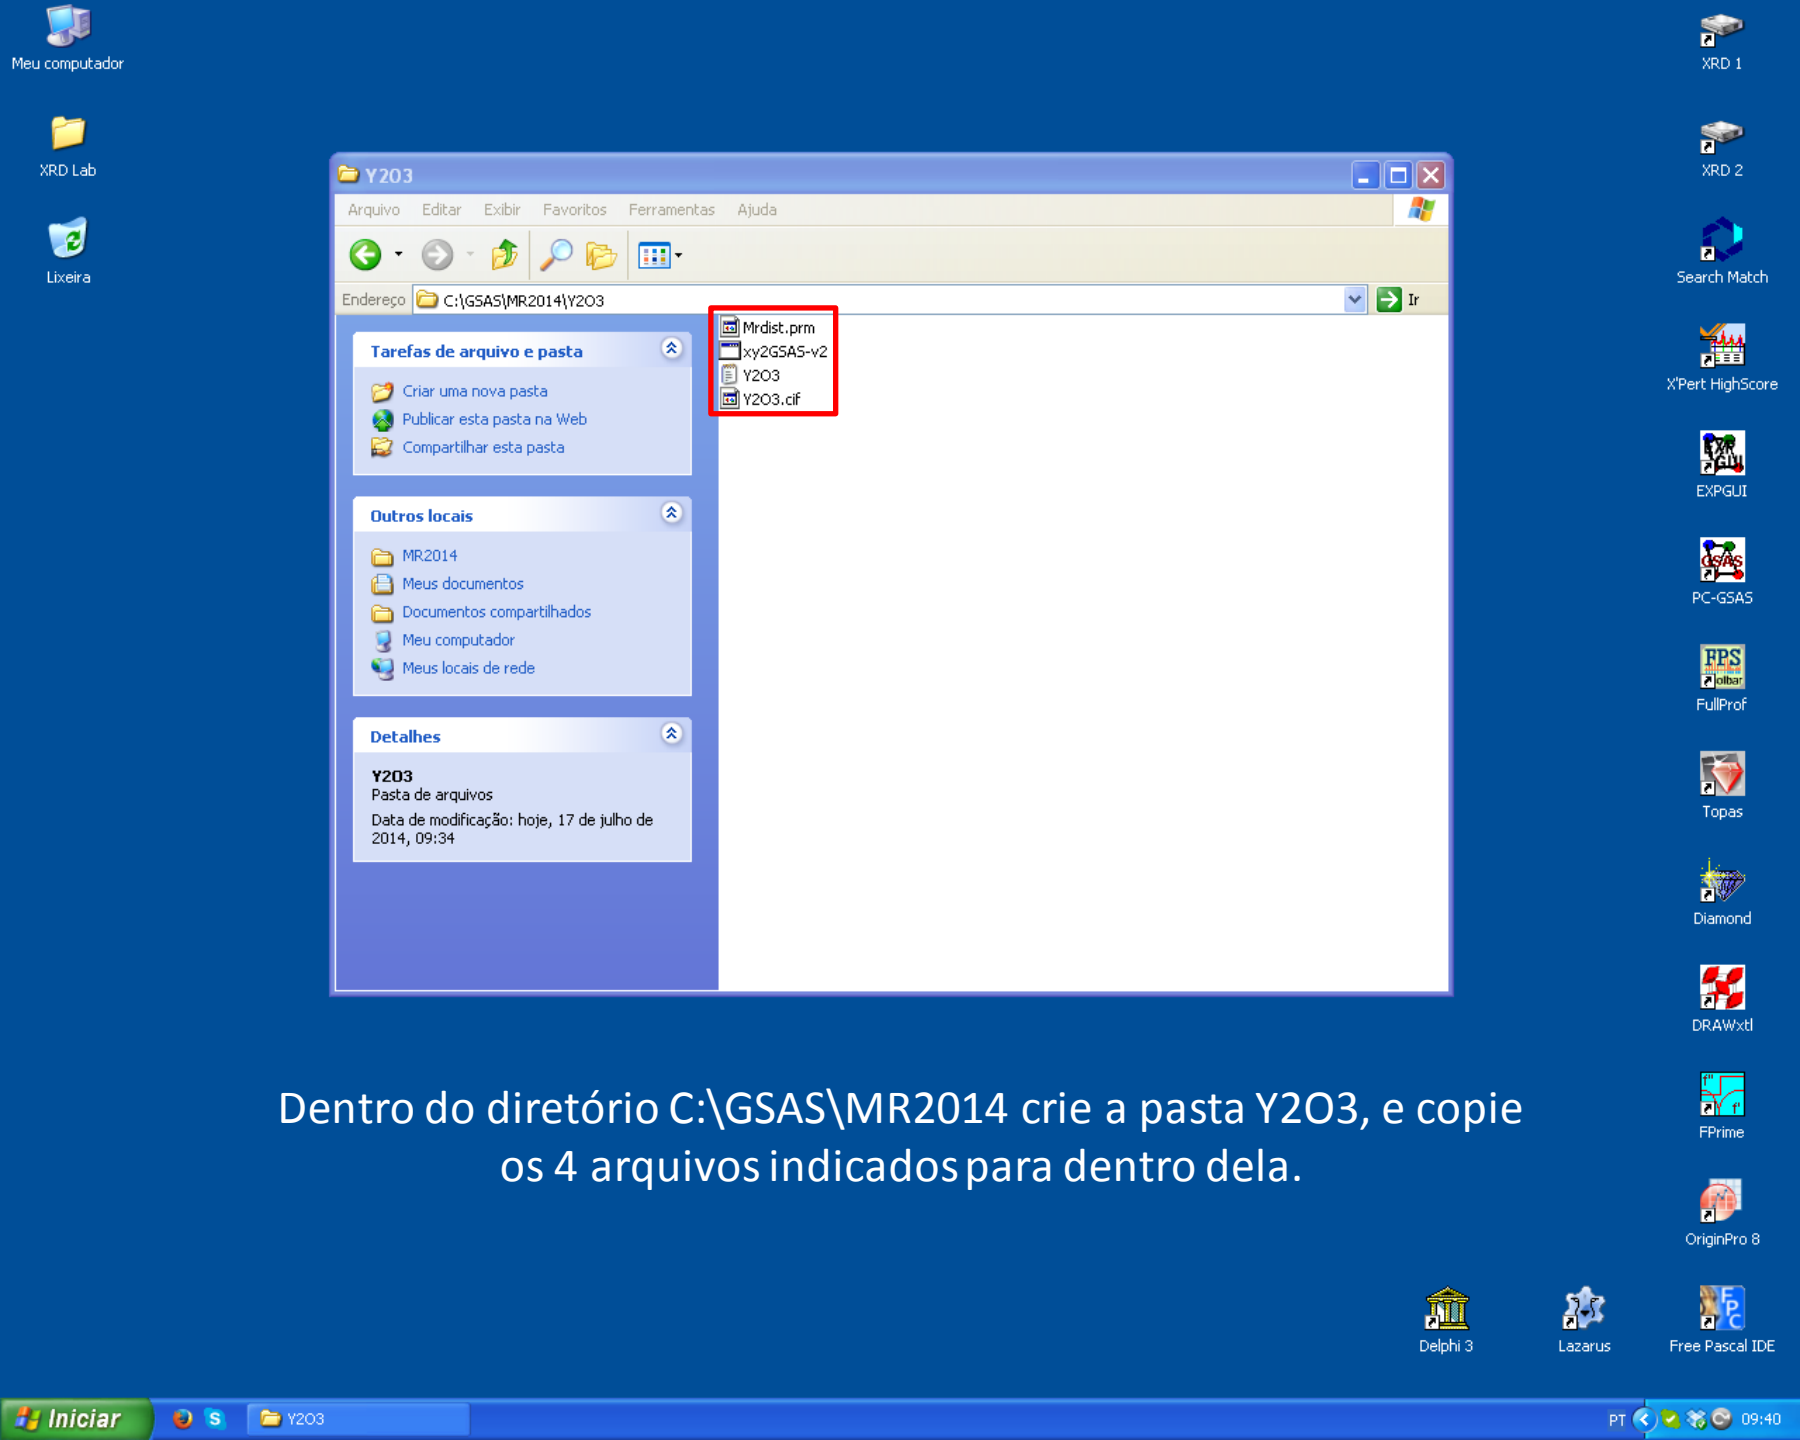 Meu computador
XRD Lab
Lixeira
Y2O3
Arquivo Editar Exibir Favoritos Ferramentas Ajuda
Endereço C:\GSAS\MR2014\Y2O3 Ir
Tarefas de arquivo e pasta
Criar uma nova pasta
Publicar esta pasta na Web
Compartilhar esta pasta
Outros locais
MR2014
Meus documentos
Documentos compartilhados
Meu computador
Meus locais de rede
Detalhes
Y2O3
Pasta de arquivos
Data de modificação: hoje, 17 de julho de
2014, 09:34
Mrdist.prm
xy2GSAS-v2
Y2O3
Y2O3.cif
XRD 1
XRD 2
Search Match
X'Pert HighScore
EXPGUI
GSAS
PC-GSAS
FPS
olbar
FullProf
Topas
Diamond
DRAWxtl
f''
f'
FPrime
OriginPro 8
Dentro do diretório C:\GSAS\MR2014 crie a pasta Y2O3, e copie
os 4 arquivos indicados para dentro dela.
Delphi 3
Lazarus
FPC
Free Pascal IDE
Iniciar
Y2O3
PT
09:40